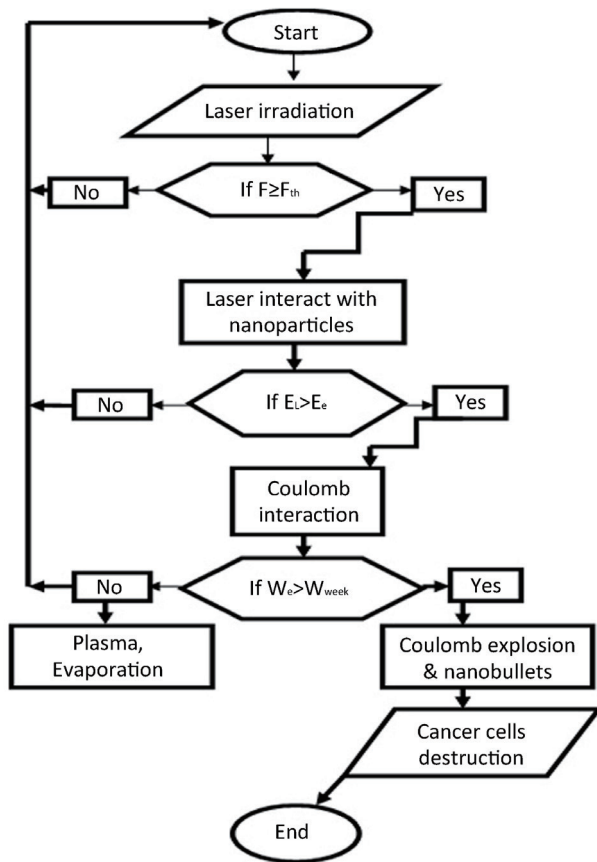 Start
Laser irradiation
If F≥Fth
No
Yes
Laser interact with
nanoparticles
If EL>Ee
No
Yes
Coulomb
interaction
If We>Wweek
No
Yes
Plasma,
Evaporation
Coulomb explosion
& nanobullets
Cancer cells
destruction
End